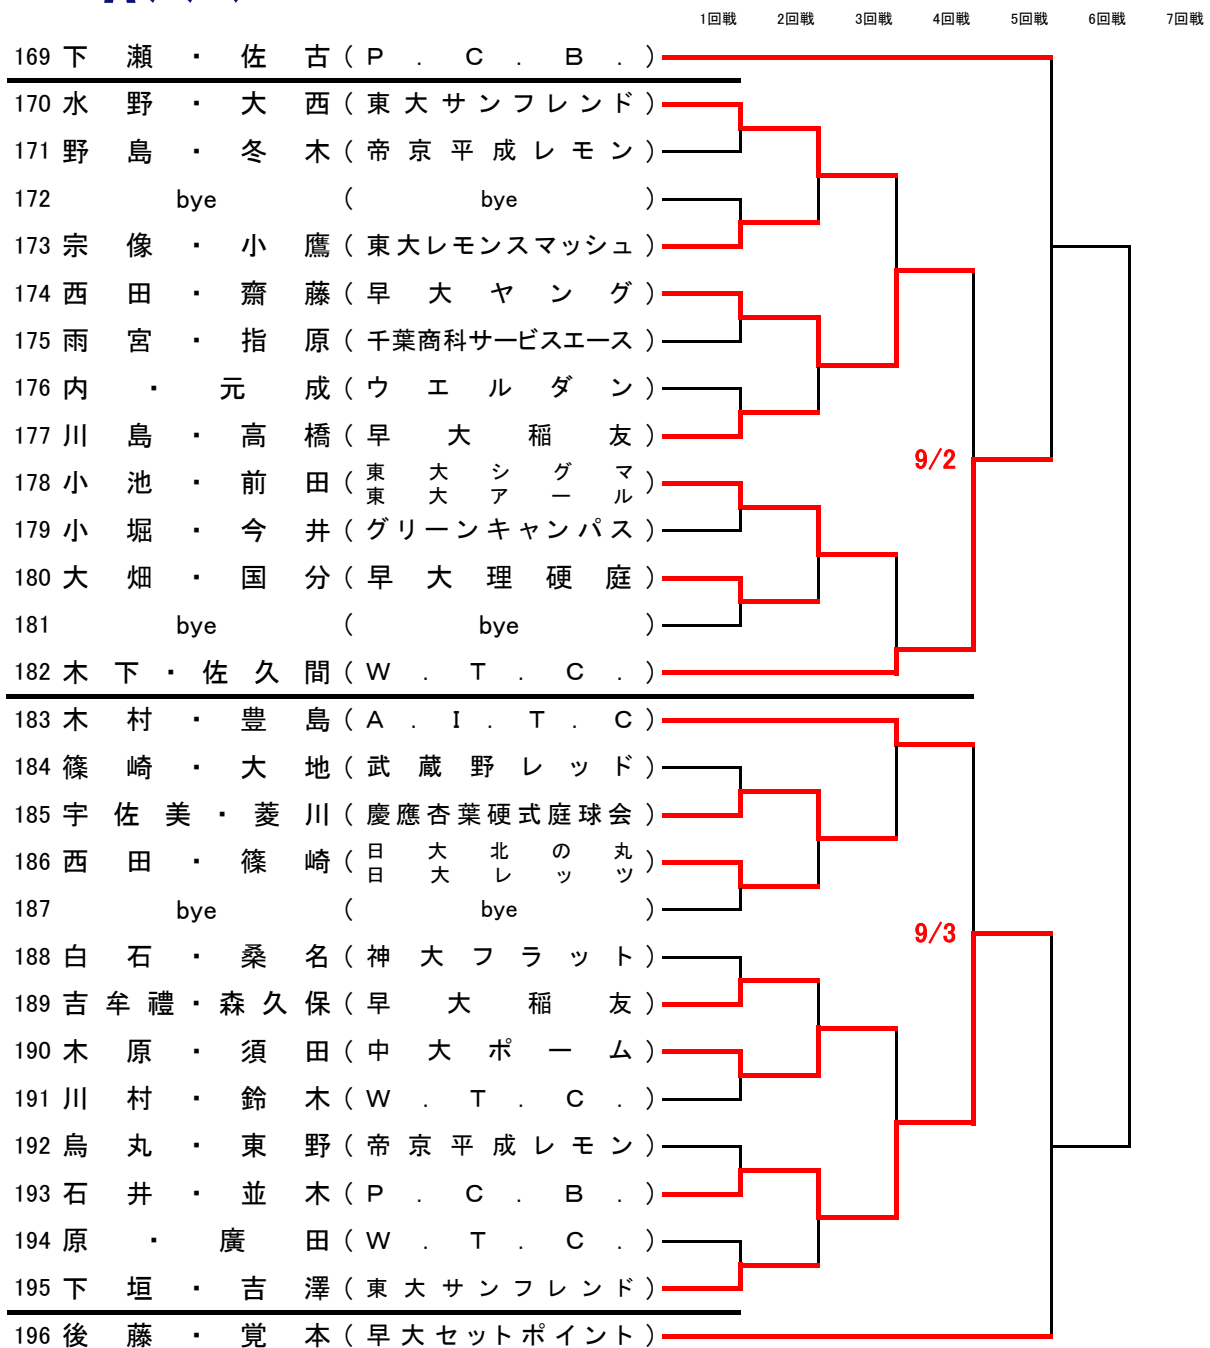 1回戦 2回戦 3回戦 4回戦 5回戦 6回戦 7回戦
169 下瀬・佐古 (P.C.B.)
170 水野・大西 (東大サンフレンド)
171 野島・冬木 (帝京平成レモン)
172 bye (bye)
173 宗像・小鷹 (東大レモンスマッシュ)
174 西田・齋藤 (早大ヤング)
175 雨宮・指原 (千葉商科サービスエース)
176 内・元成 (ウエルダン)
177 川島・高橋 (早大稲友)
9/2
178 小池・前田 (東大シグマ
東大アール)
179 小堀・今井 (グリーンキャンパス)
180 大畑・国分 (早大理硬庭)
181 bye (bye)
182 木下・佐久間 (W.T.C.)
183 木村・豊島 (A.I.T.C)
184 篠崎・大地 (武蔵野レッド)
185 宇佐美・菱川 (慶應杏葉硬式庭球会)
186 西田・篠崎 (日大北の丸
日大レッツ)
187 bye (bye)
9/3
188 白石・桑名 (神大フラット)
189 吉牟禮・森久保 (早大稲友)
190 木原・須田 (中大ポーム)
191 川村・鈴木 (W.T.C.)
192 烏丸・東野 (帝京平成レモン)
193 石井・並木 (P.C.B.)
194 原・廣田 (W.T.C.)
195 下垣・吉澤 (東大サンフレンド)
196 後藤・覚本 (早大セットポイント)